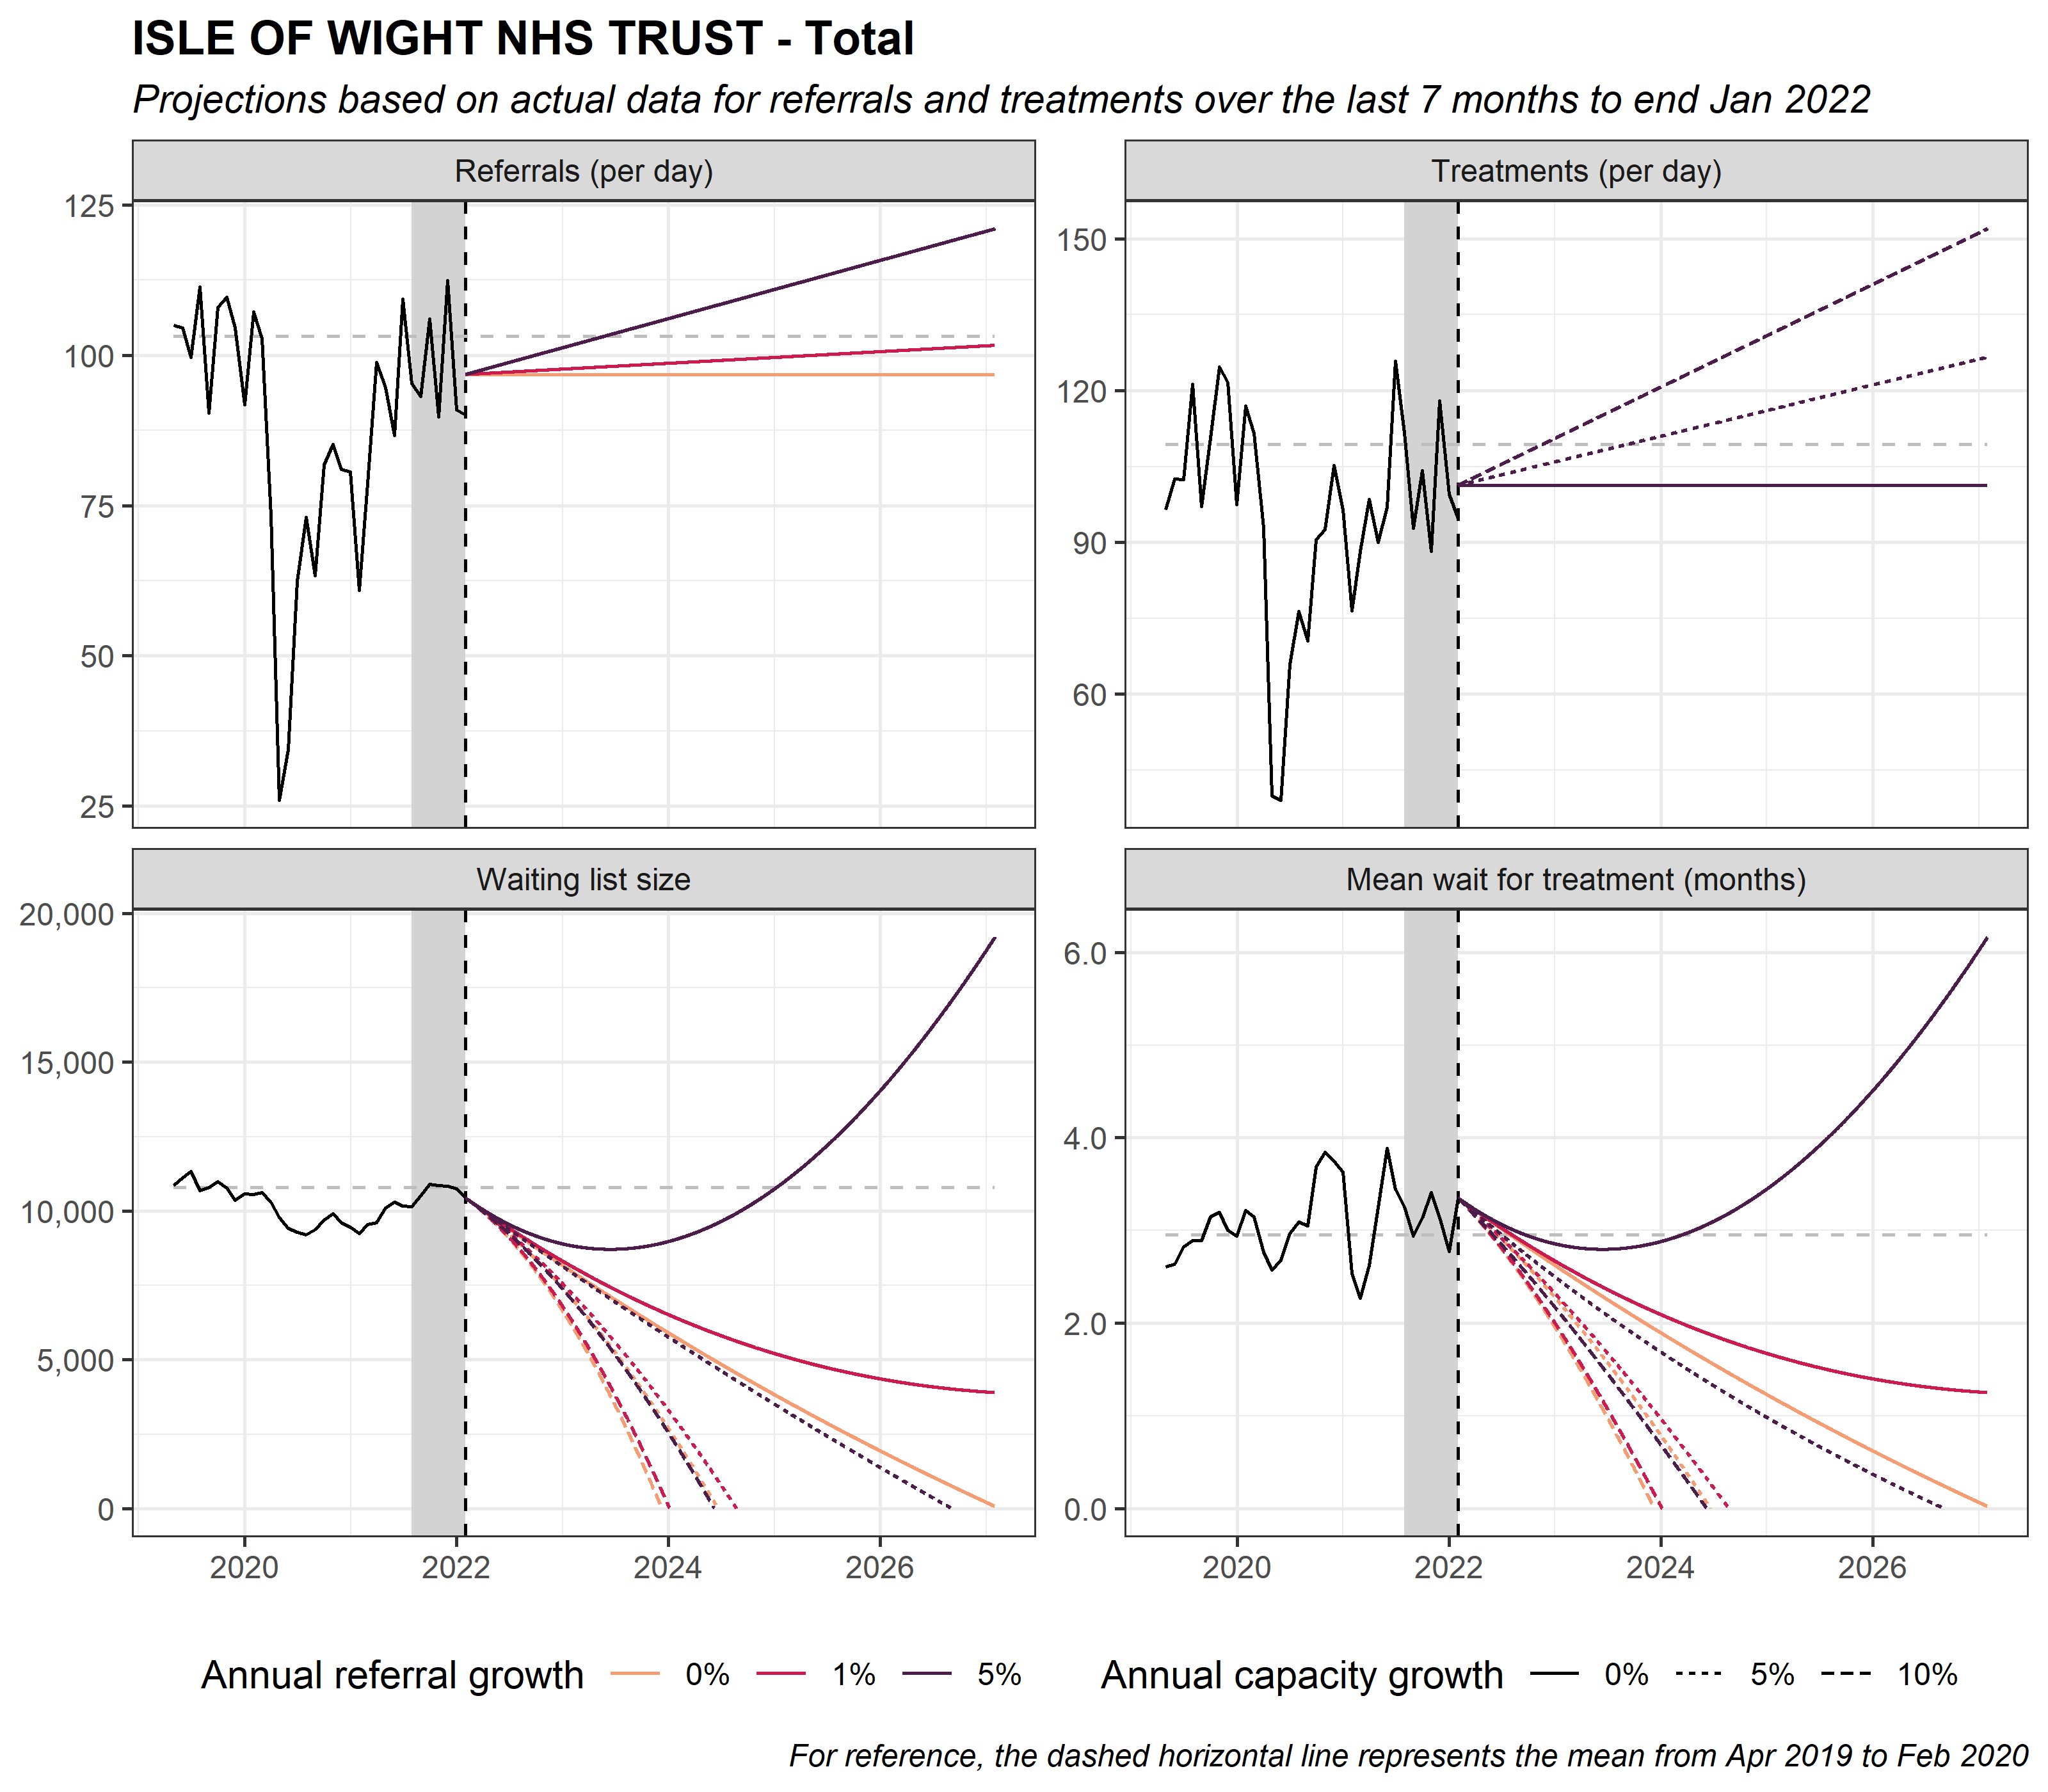 ISLE OF WIGHT NHS TRUST - Total
Projections based on actual data for referrals and treatments over the last 7 months to end Jan 2022
Referrals (per day)
125
100
75
50
25
Treatments (per day)
150
120
90
60
Waiting list size
20,000
15,000
10,000
5,000
0
2020 2022 2024 2026
Mean wait for treatment (months)
6.0
4.0
2.0
0.0
2020 2022 2024 2026
Annual referral growth 0% 1% 5%
Annual capacity growth 0% 5% 10%
For reference, the dashed horizontal line represents the mean from Apr 2019 to Feb 2020